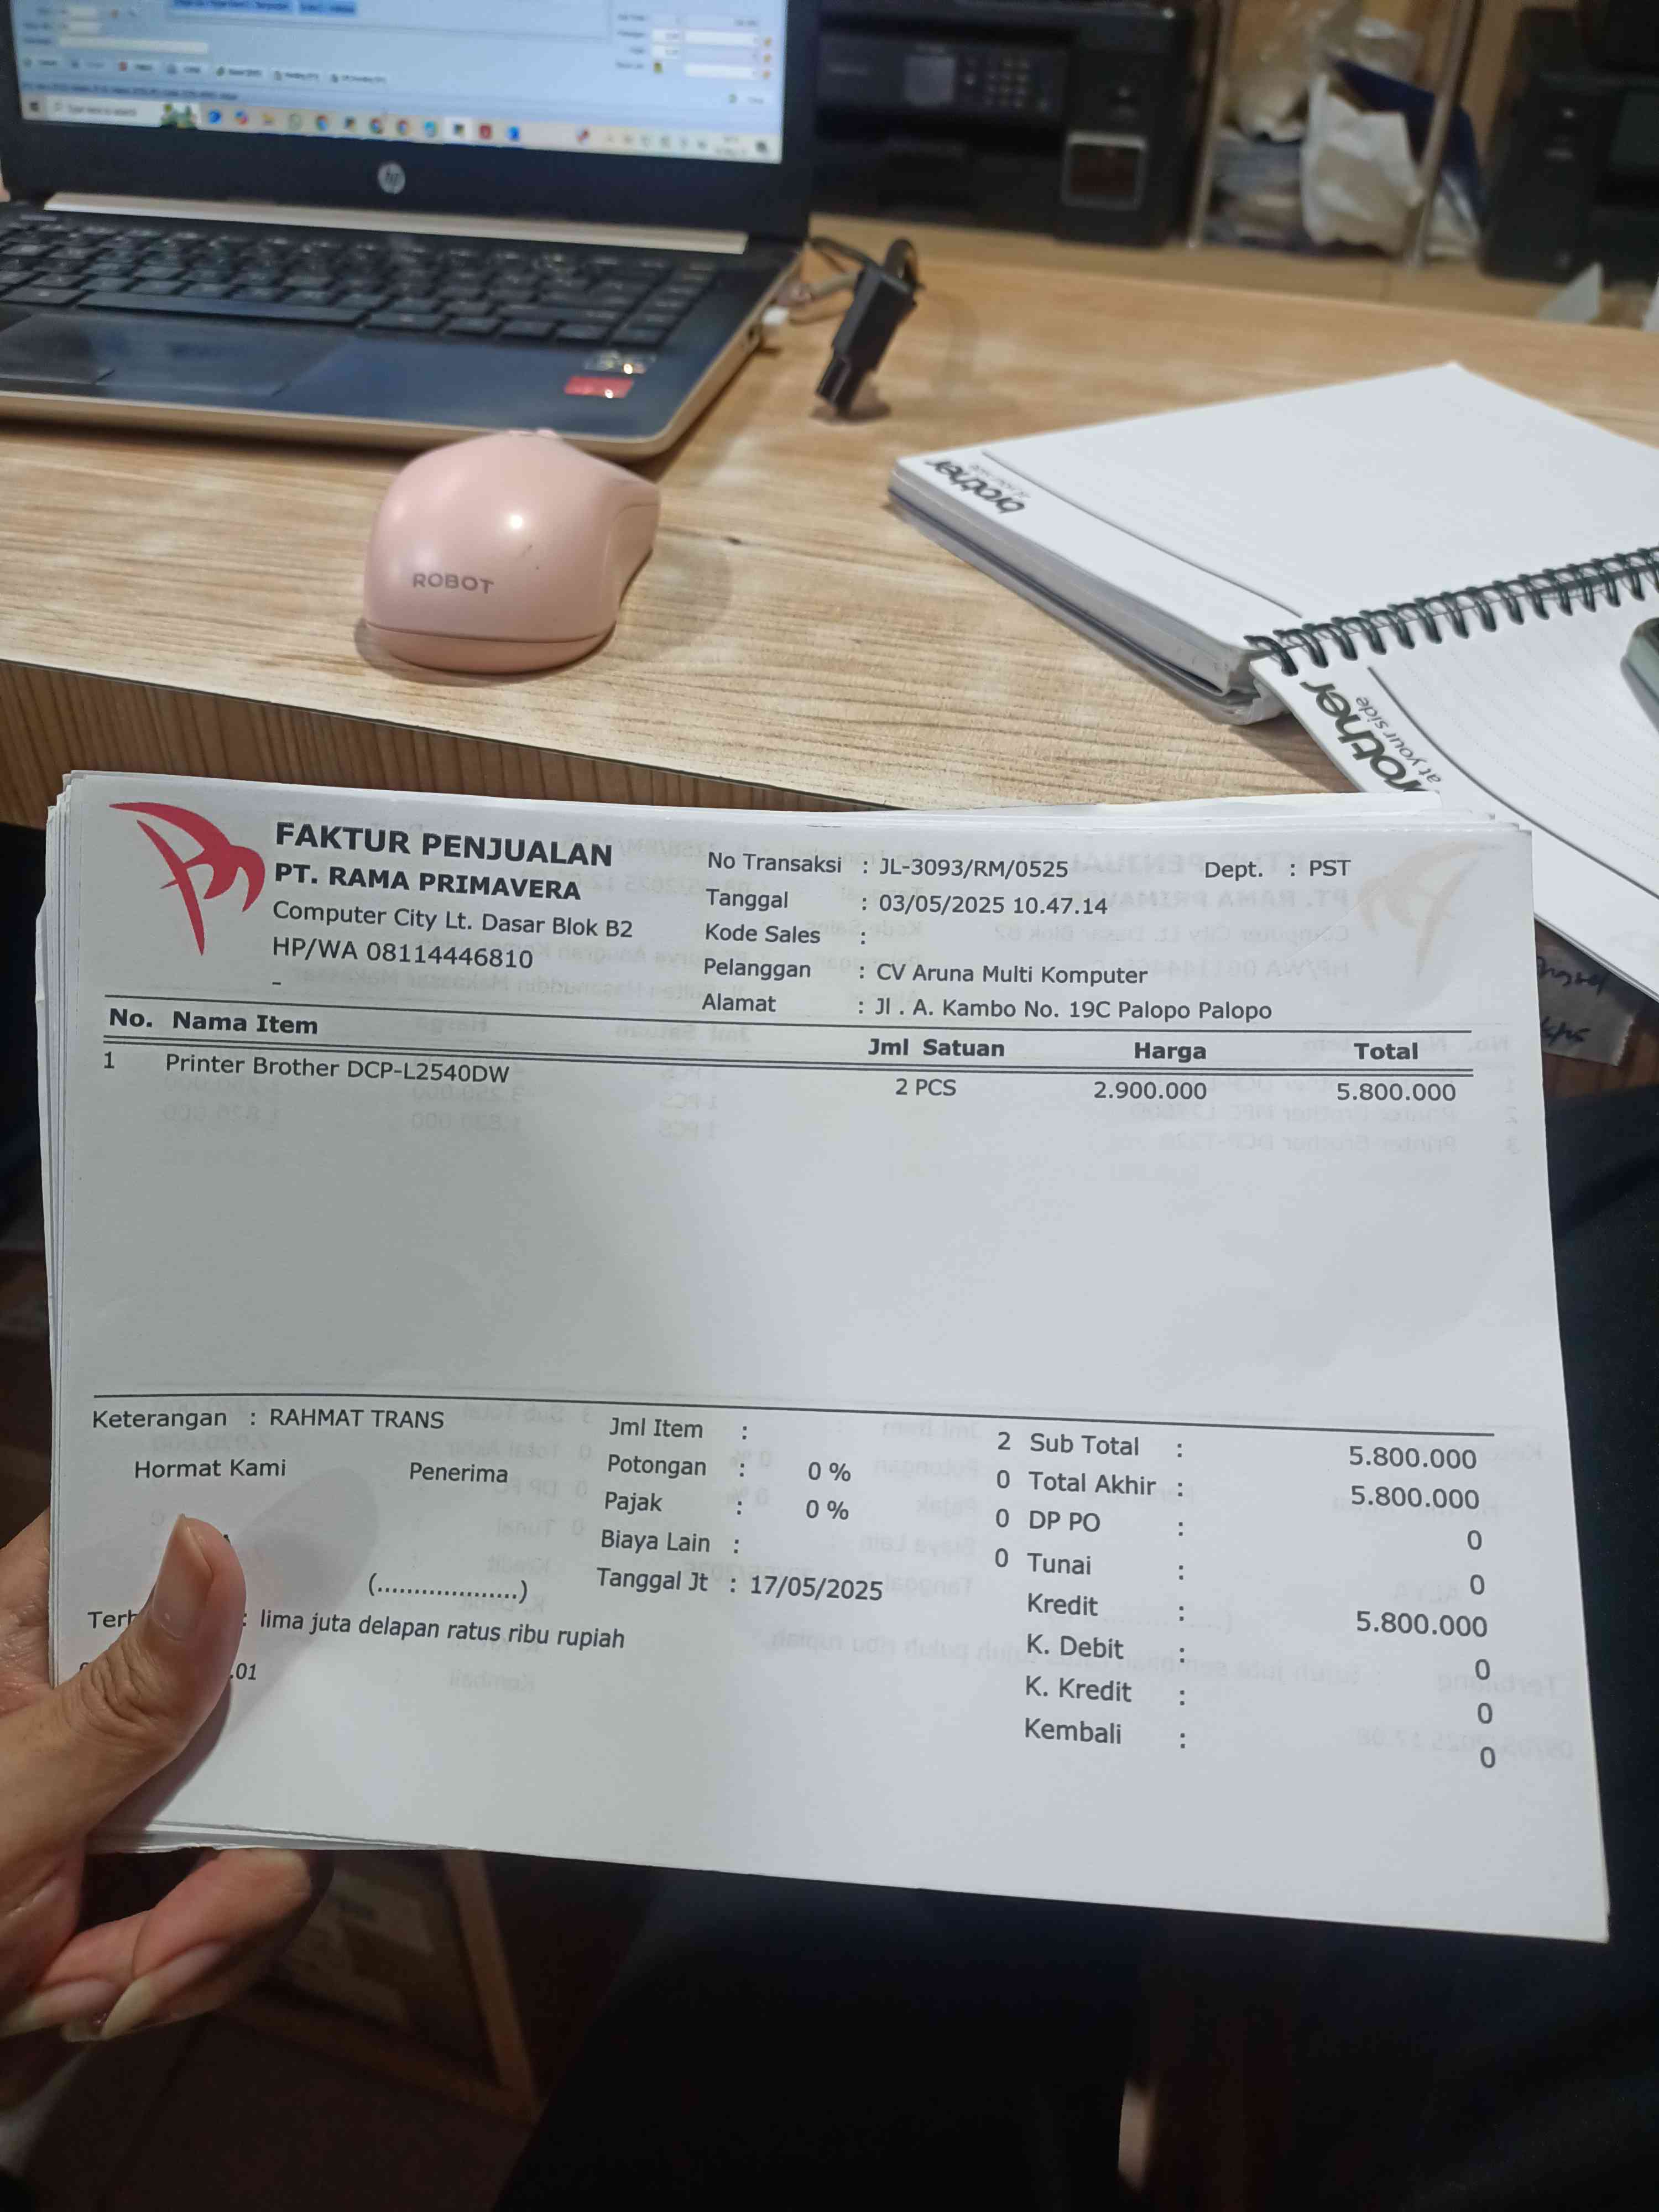 hp
ROBOT
brother
brother
at your side
FAKTUR PENJUALAN
PT. RAMA PRIMAVERA
Computer City Lt. Dasar Blok B2
HP/WA 08114446810
-
No Transaksi : JL-3093/RM/0525 Dept. : PST
Tanggal : 03/05/2025 10.47.14
Kode Sales :
Pelanggan : CV Aruna Multi Komputer
Alamat : Jl . A. Kambo No. 19C Palopo Palopo
No. Nama Item Jml Satuan Harga Total
1 Printer Brother DCP-L2540DW 2 PCS 2.900.000 5.800.000
Keterangan : RAHMAT TRANS
Hormat Kami Penerima
(...................)
: lima juta delapan ratus ribu rupiah
.01
Jml Item : 2
Potongan : 0 % 0
Pajak : 0 % 0
Biaya Lain : 0
Tanggal Jt : 17/05/2025
Sub Total : 5.800.000
Total Akhir : 5.800.000
DP PO : 0
Tunai : 0
Kredit : 5.800.000
K. Debit : 0
K. Kredit : 0
Kembali : 0